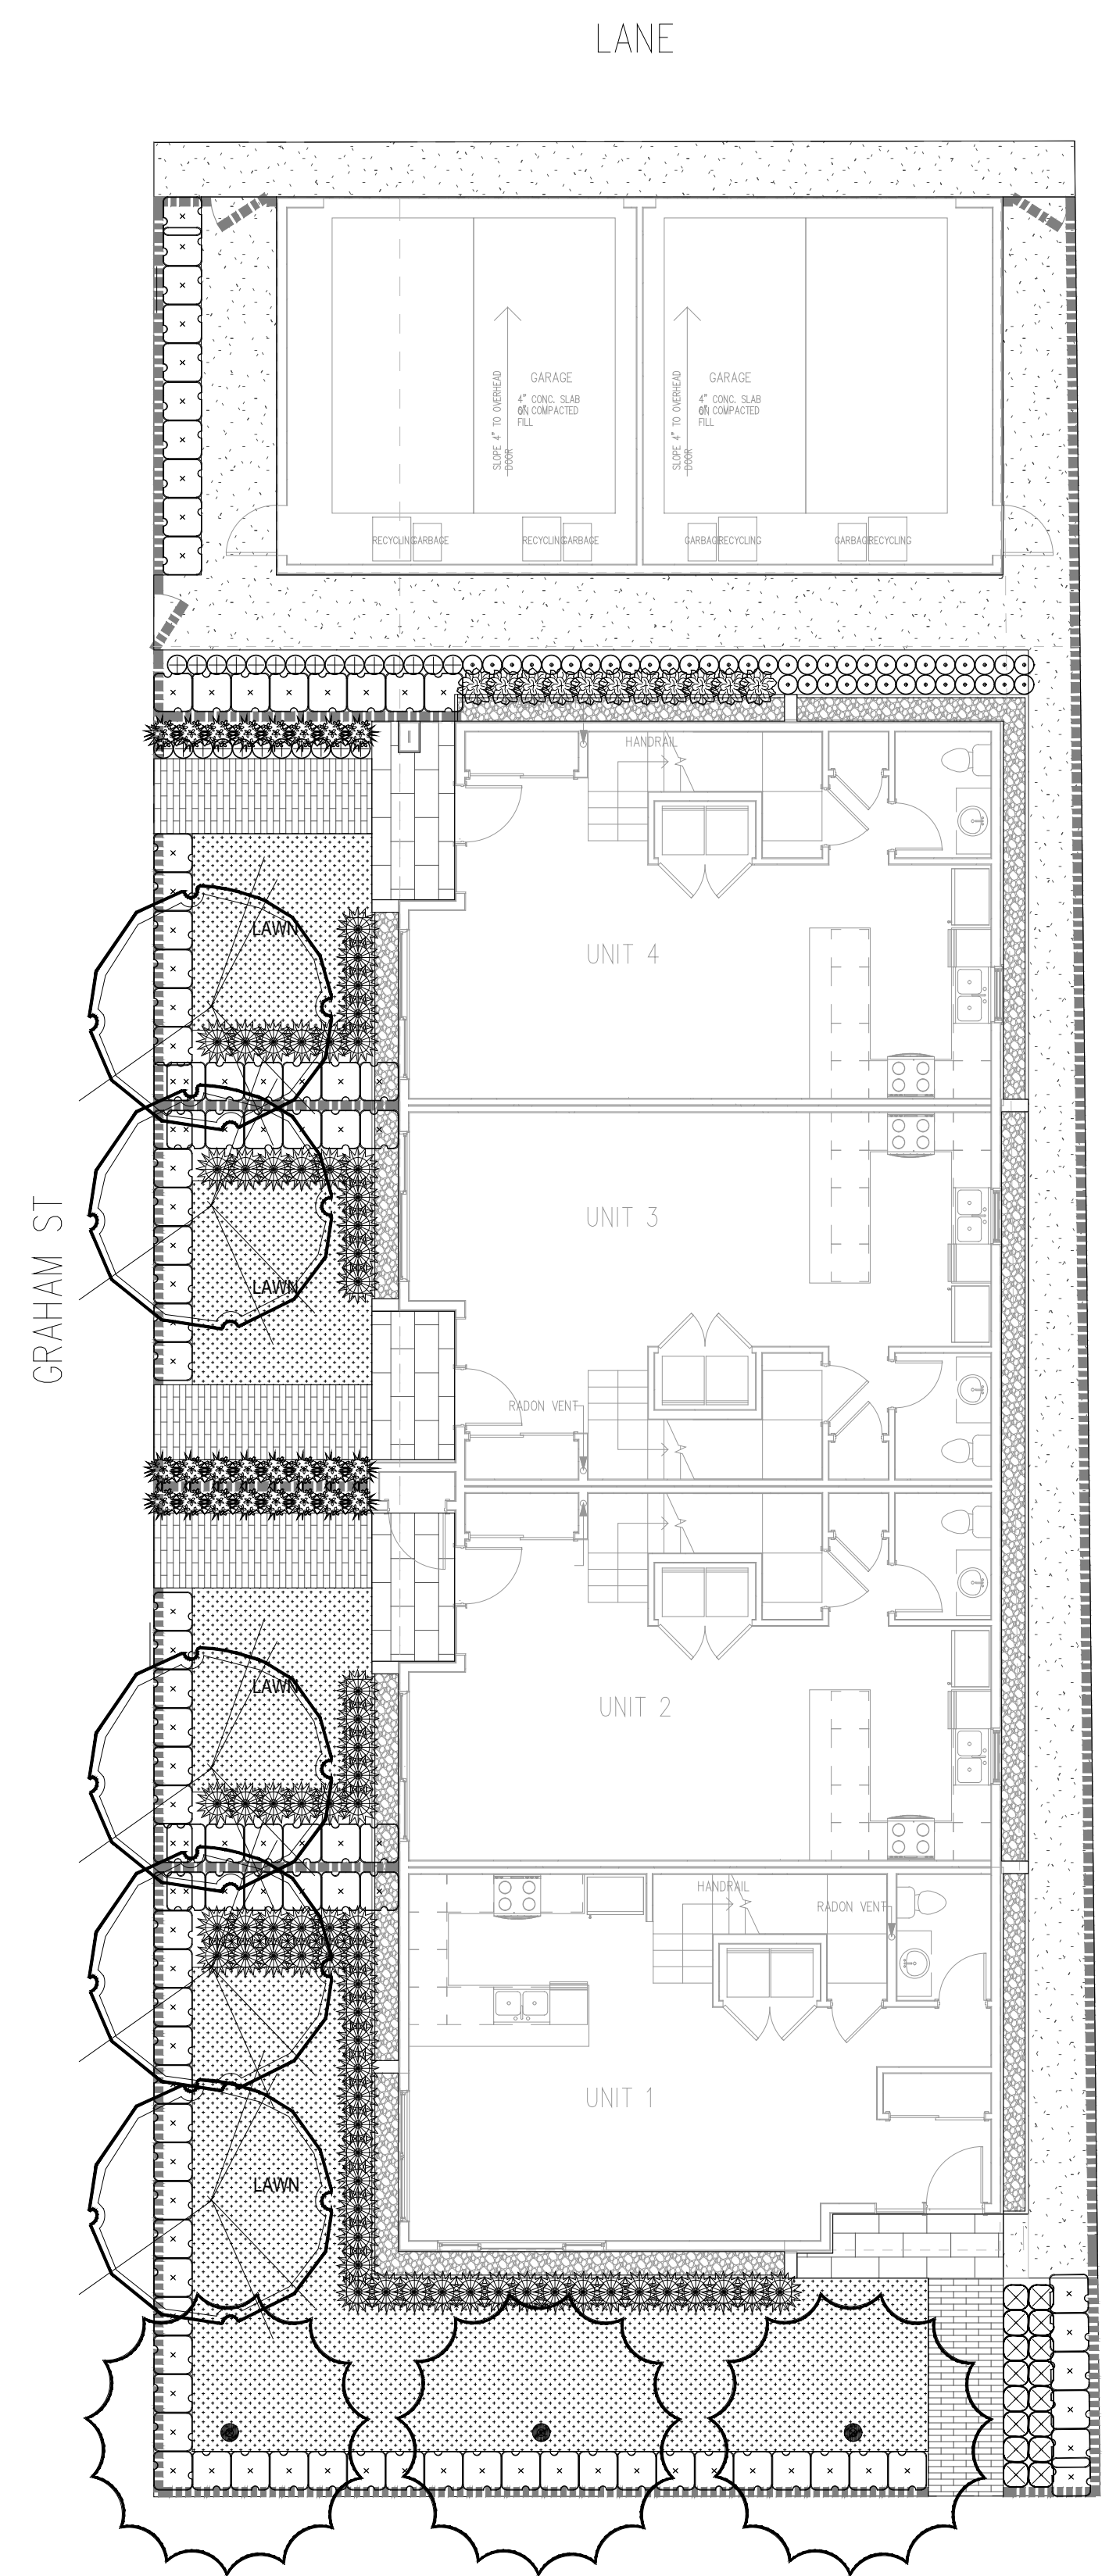 LANE
SLOPE 4" TO OVERHEAD
DOOR
GARAGE
4" CONC. SLAB
ON COMPACTED
FILL
SLOPE 4" TO OVERHEAD
DOOR
GARAGE
4" CONC. SLAB
ON COMPACTED
FILL
RECYCLING
GARBAGE
RECYCLING
GARBAGE
GARBAGE
RECYCLING
GARBAGE
RECYCLING
HANDRAIL
LAWN
UNIT 4
GRAHAM ST
UNIT 3
LAWN
RADON VENT
LAWN
UNIT 2
HANDRAIL
RADON VENT
UNIT 1
LAWN